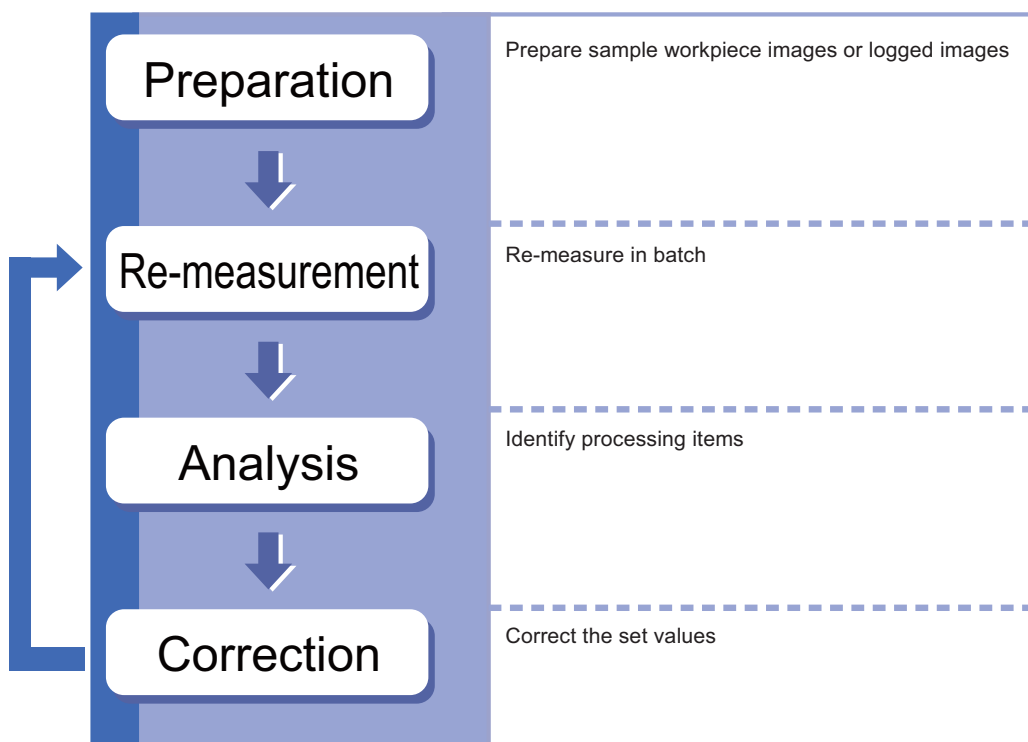 Preparation
Prepare sample workpiece images or logged images
Re-measurement
Re-measure in batch
Analysis
Identify processing items
Correction
Correct the set values